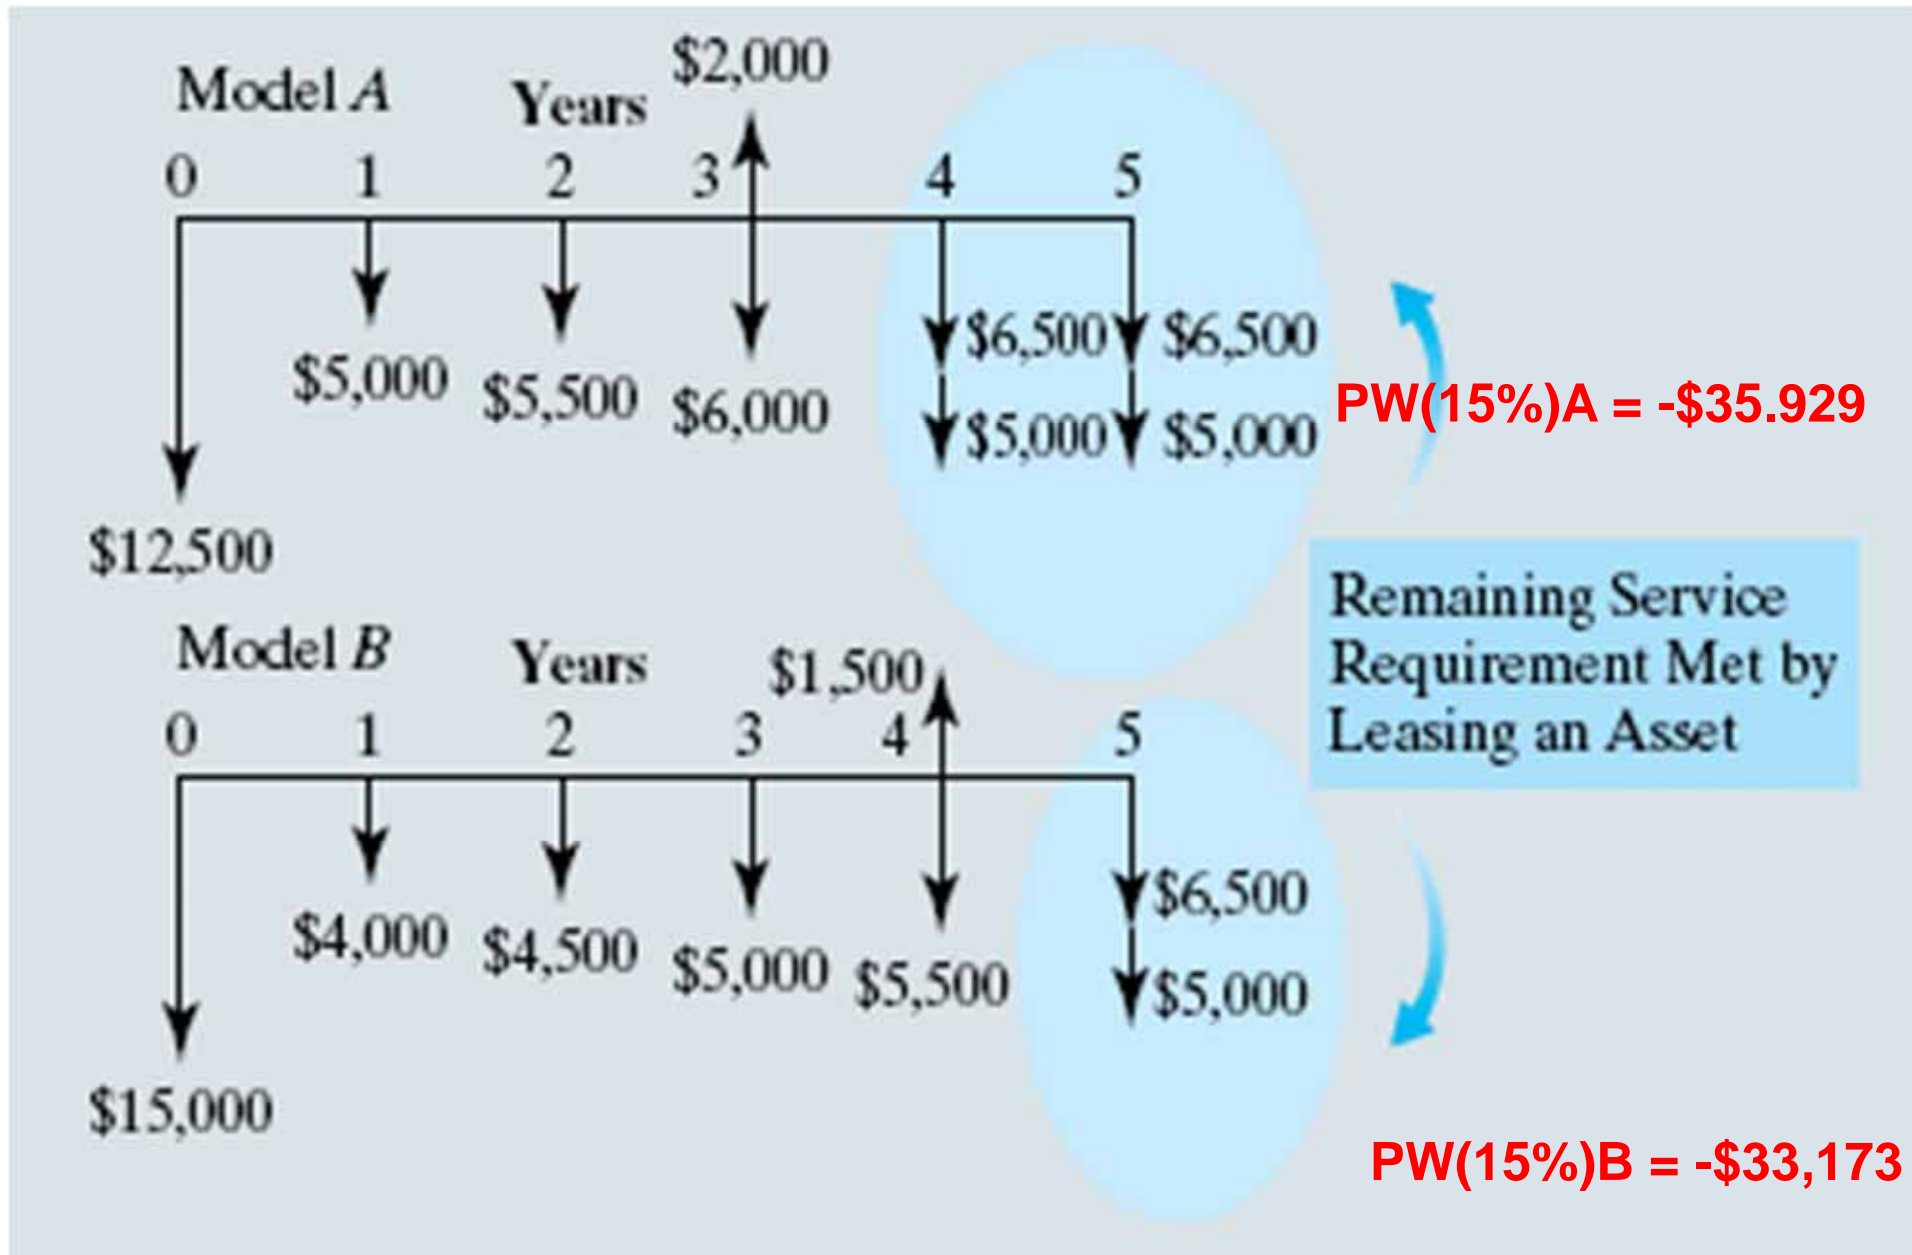 $2,000
Model A Years
0 1 2 3 4 5
$6,500 $6,500
$5,000 $5,500 $6,000
PW(15%)A = -$35.929
$5,000 $5,000
$12,500
Remaining Service
Requirement Met by
Leasing an Asset
Model B Years $1,500
0 1 2 3 4 5
$6,500
$4,000 $4,500 $5,000 $5,500
$5,000
$15,000
PW(15%)B = -$33,173